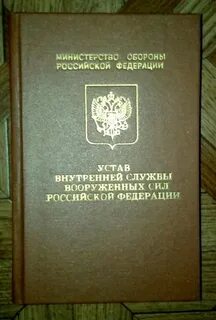 МИНИСТЕРСТВО ОБОРОНЫ
РОССИЙСКОЙ ФЕДЕРАЦИИ
УСТАВ
ВНУТРЕННЕЙ СЛУЖБЫ
ВООРУЖЕННЫХ СИЛ
РОССИЙСКОЙ ФЕДЕРАЦИИ